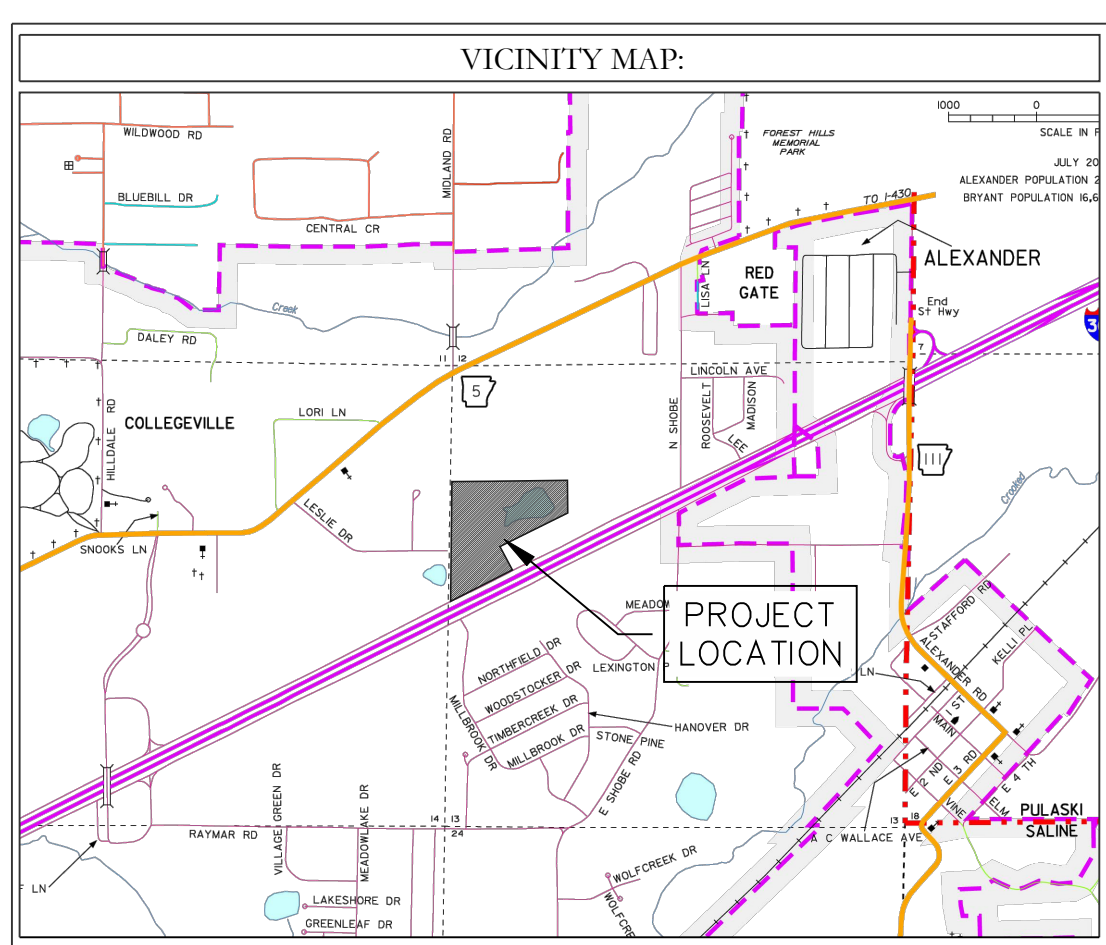 VICINITY MAP:
WILDWOOD RD
MIDLAND RD
FOREST HILLS
MEMORIAL
PARK
1000
0
SCALE IN F
JULY 20
ALEXANDER POPULATION 2
BRYANT POPULATION 16,6
BLUEBILL DR
CENTRAL CR
TO I-430
ALEXANDER
RED
GATE
LISA LN
End
St Hwy
Creek
DALEY RD
11
12
7
5
LINCOLN AVE
N SHOBE
ROOSEVELT
MADISON
LEE
COLLEGEVILLE
LORI LN
HILLDALE RD
111
LESLIE DR
SNOOKS LN
Crooked
PROJECT
LOCATION
MEADOW
LEXINGTON P
STAFFORD RD
ALEXANDER RD
KELLI PL
LN
NORTHFIELD DR
WOODSTOCKER DR
TIMBERCREEK DR
MILLBROOK DR
MILLBROOK DR
HANOVER DR
STONE PINE
E SHOBE RD
I ST
MAIN
E 2 ND
E 3 RD
E 4 TH
VINE
ELM
PULASKI
SALINE
VILLAGE GREEN DR
MEADOWLAKE DR
RAYMAR RD
14
13
24
13
18
A C WALLACE AVE
F LN
WOLFCREEK DR
WOLFCRE
LAKESHORE DR
GREENLEAF DR